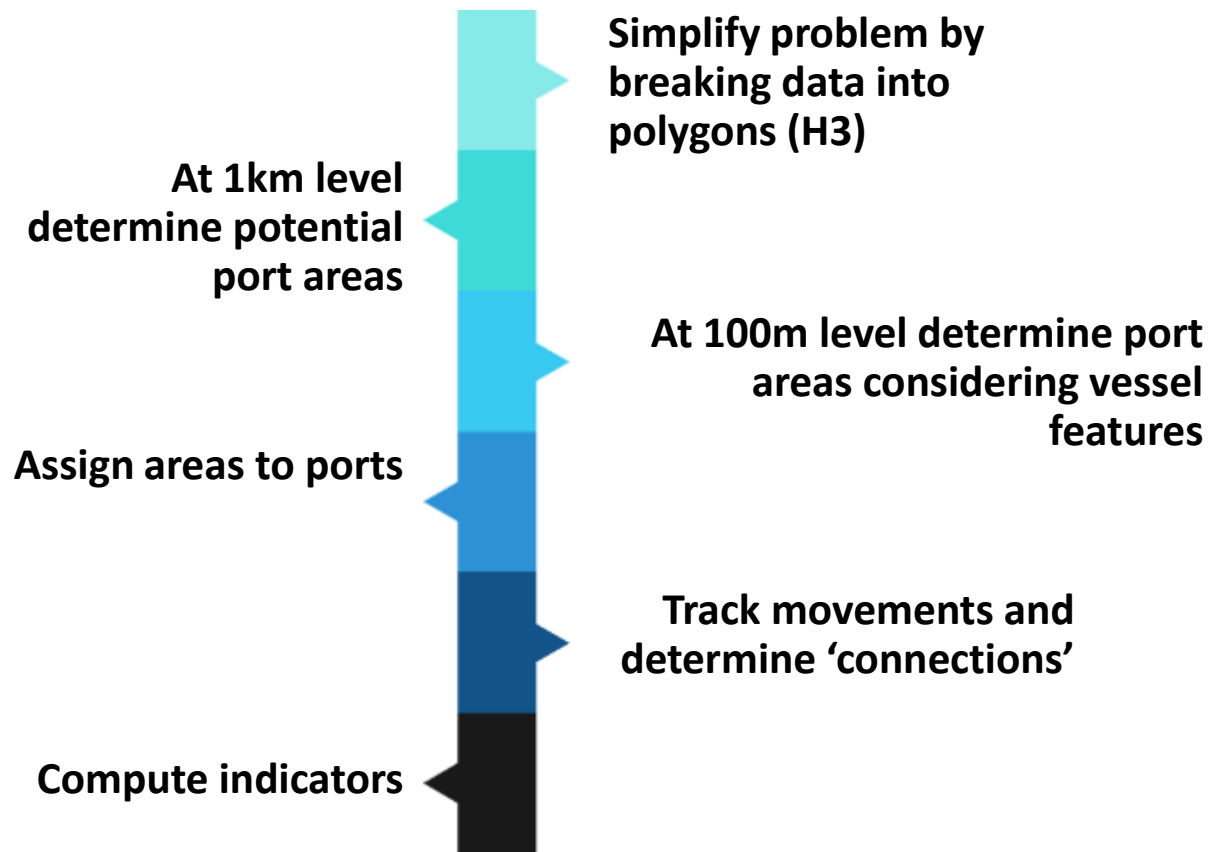 Simplify problem by
breaking data into
polygons (H3)
At 1km level
determine potential
port areas
At 100m level determine port
areas considering vessel
features
Assign areas to ports
Track movements and
determine ‘connections’
Compute indicators